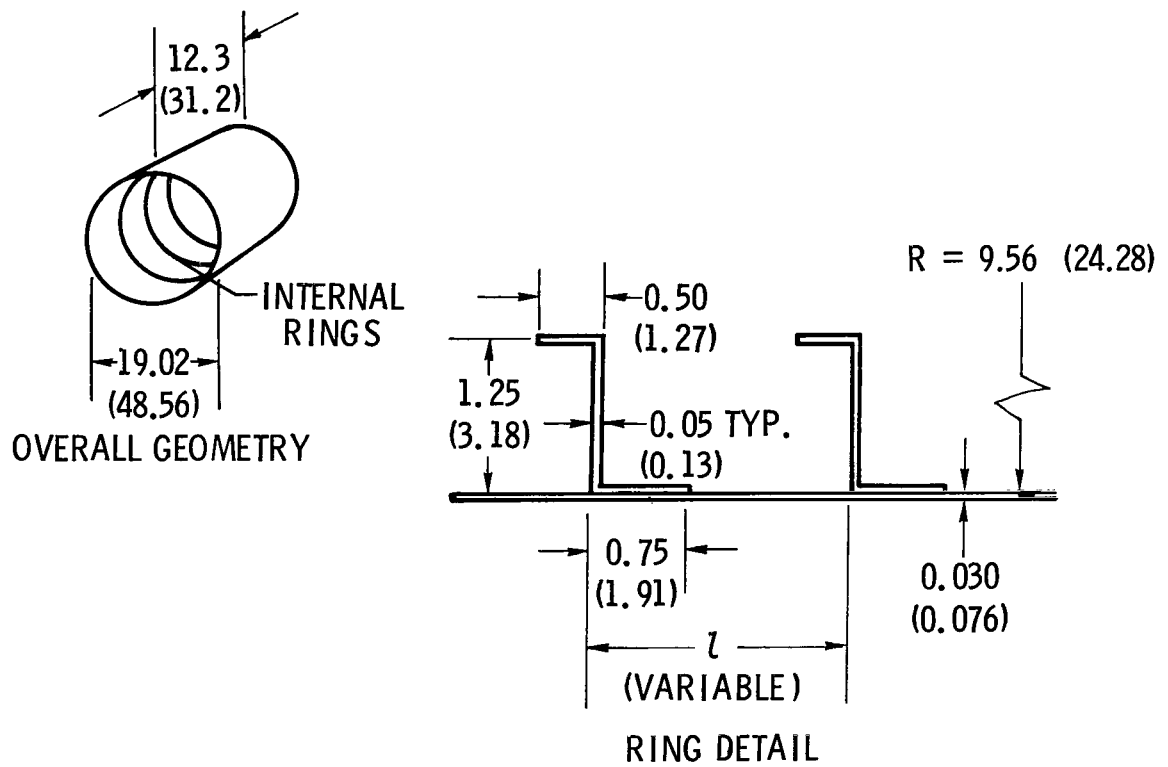 12.3
(31.2)
INTERNAL
RINGS
19.02
(48.56)
OVERALL GEOMETRY
R = 9.56 (24.28)
0.50
(1.27)
1.25
(3.18)
0.05 TYP.
(0.13)
0.75
(1.91)
0.030
(0.076)
l
(VARIABLE)
RING DETAIL